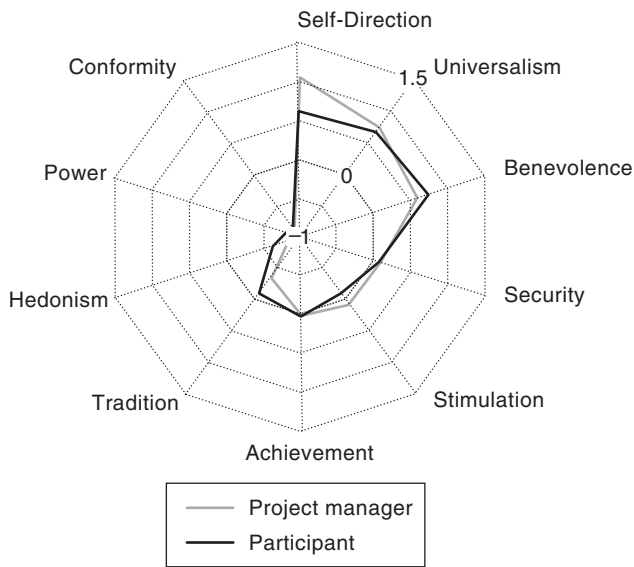 Self-Direction
Conformity
1.5
Universalism
Power
0
Benevolence
−1
Hedonism
Security
Tradition
Stimulation
Achievement
Project manager
Participant